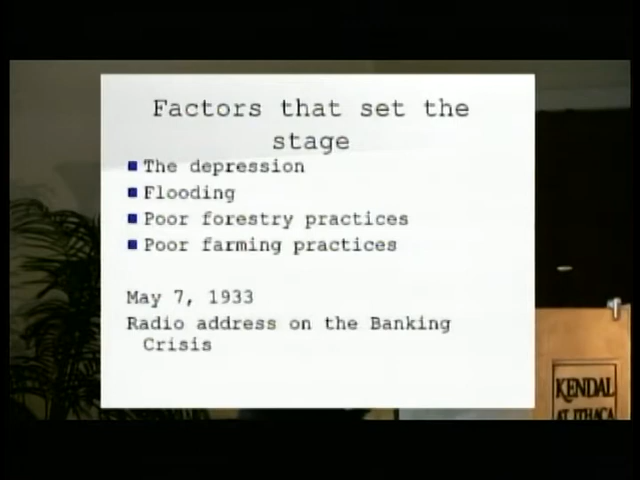 Factors that set the
stage
The depression
Flooding
Poor forestry practices
Poor farming practices
May 7, 1933
Radio address on the Banking
Crisis
KENDAL
AT ITHACA